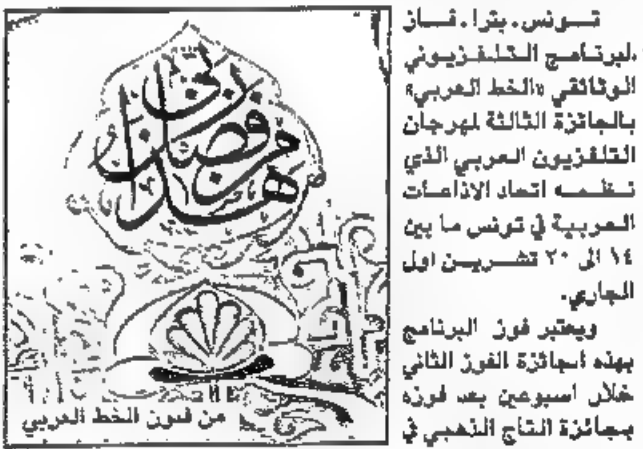 تـونس ـ بترا ـ فــاز
البرنامج التلفزيوني
الوثائقي «الخط العربي»
بالجائزة الثالثة لمهرجان
التلفزيون العربي الذي
تنظمه اتحاد الاذاعات
العربية في تونس ما بين
١٤ الى ٢٠ تشرين اول
الجاري.
ويعتبر فوز البرنامج
بهذه الجائزة الفوز الثاني
خلال اسبوعين بعد فوزه
بجائزة التاج الذهبي في
هذا من فضل ربي
من فنون الخط العربي